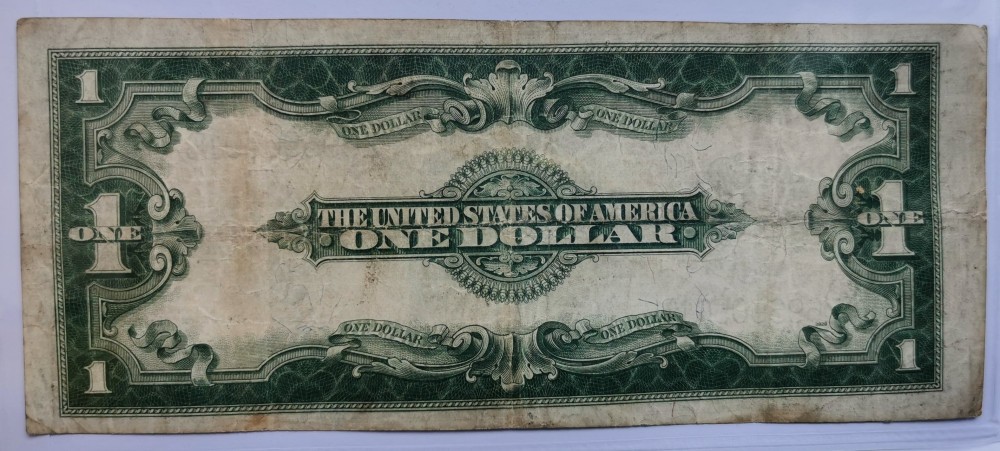 1 1
ONE DOLLAR ONE DOLLAR
THE UNITED STATES OF AMERICA
1 ONE ONE DOLLAR 1 ONE
ONE DOLLAR ONE DOLLAR
1 1